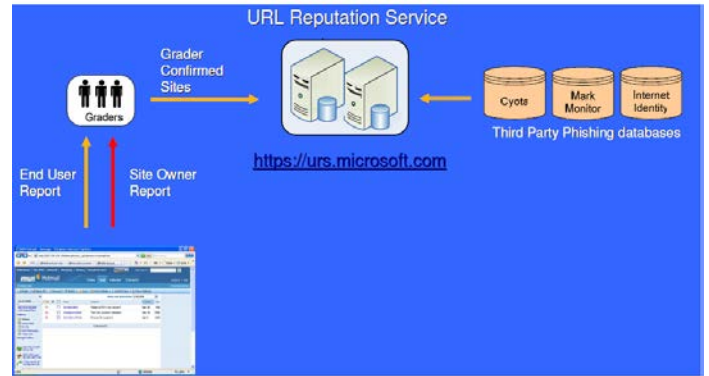 URL Reputation Service
Grader
Confirmed
Sites
Graders
Cyota
Mark
Monitor
Internet
Identity
Third Party Phishing databases
https://urs.microsoft.com
End User
Report
Site Owner
Report
Hotmail